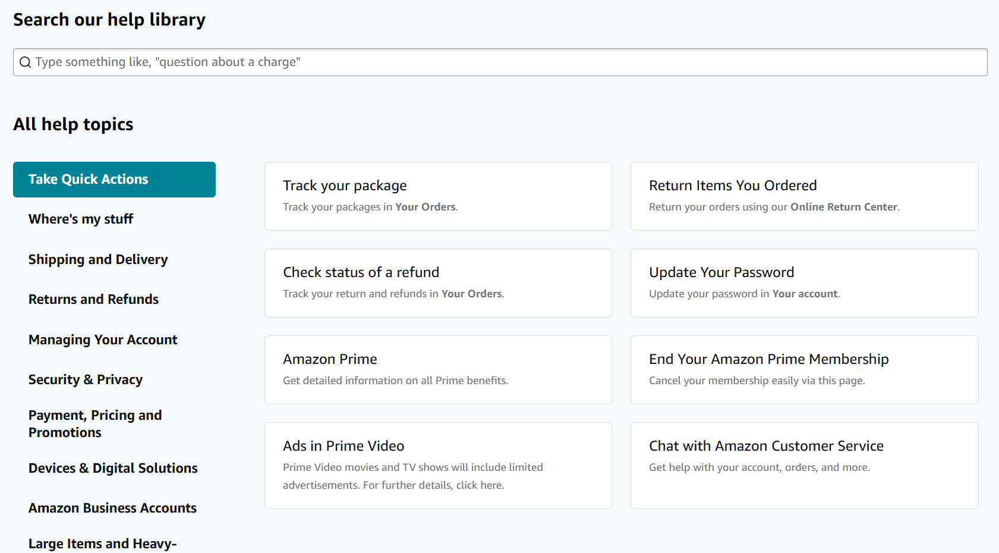 Search our help library
Type something like, "question about a charge"
All help topics
Take Quick Actions
Where's my stuff
Shipping and Delivery
Returns and Refunds
Managing Your Account
Security & Privacy
Payment, Pricing and
Promotions
Devices & Digital Solutions
Amazon Business Accounts
Large Items and Heavy-
Track your package
Track your packages in Your Orders.
Return Items You Ordered
Return your orders using our Online Return Center.
Check status of a refund
Track your return and refunds in Your Orders.
Update Your Password
Update your password in Your account.
Amazon Prime
Get detailed information on all Prime benefits.
End Your Amazon Prime Membership
Cancel your membership easily via this page.
Ads in Prime Video
Prime Video movies and TV shows will include limited
advertisements. For further details, click here.
Chat with Amazon Customer Service
Get help with your account, orders, and more.